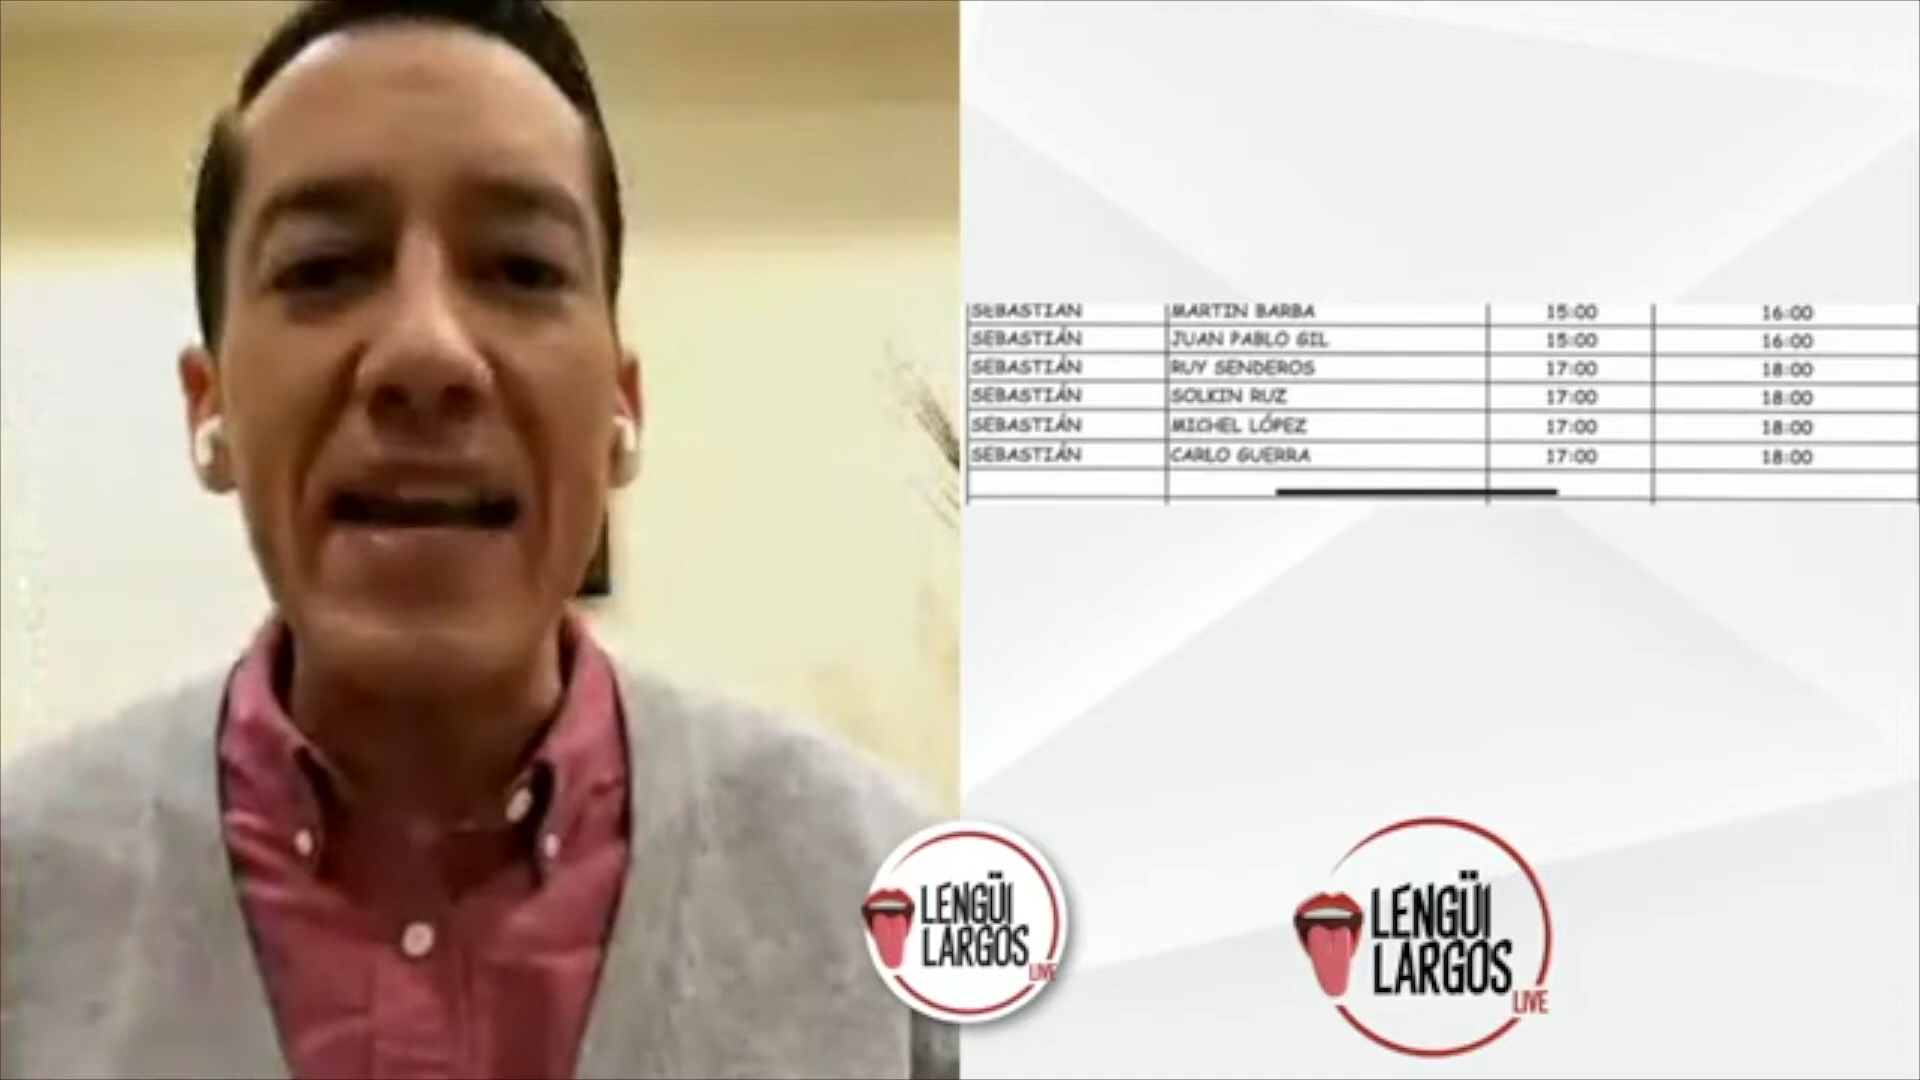 SEBASTIAN MARTIN BARBA 15:00 16:00
SEBASTIÁN JUAN PABLO GIL 15:00 16:00
SEBASTIÁN RUY SENDEROS 17:00 18:00
SEBASTIÁN SOLKIN RUZ 17:00 18:00
SEBASTIÁN MICHEL LÓPEZ 17:00 18:00
SEBASTIÁN CARLO GUERRA 17:00 18:00
LENGÜI
LARGOS
LIVE
LENGÜI
LARGOS
LIVE